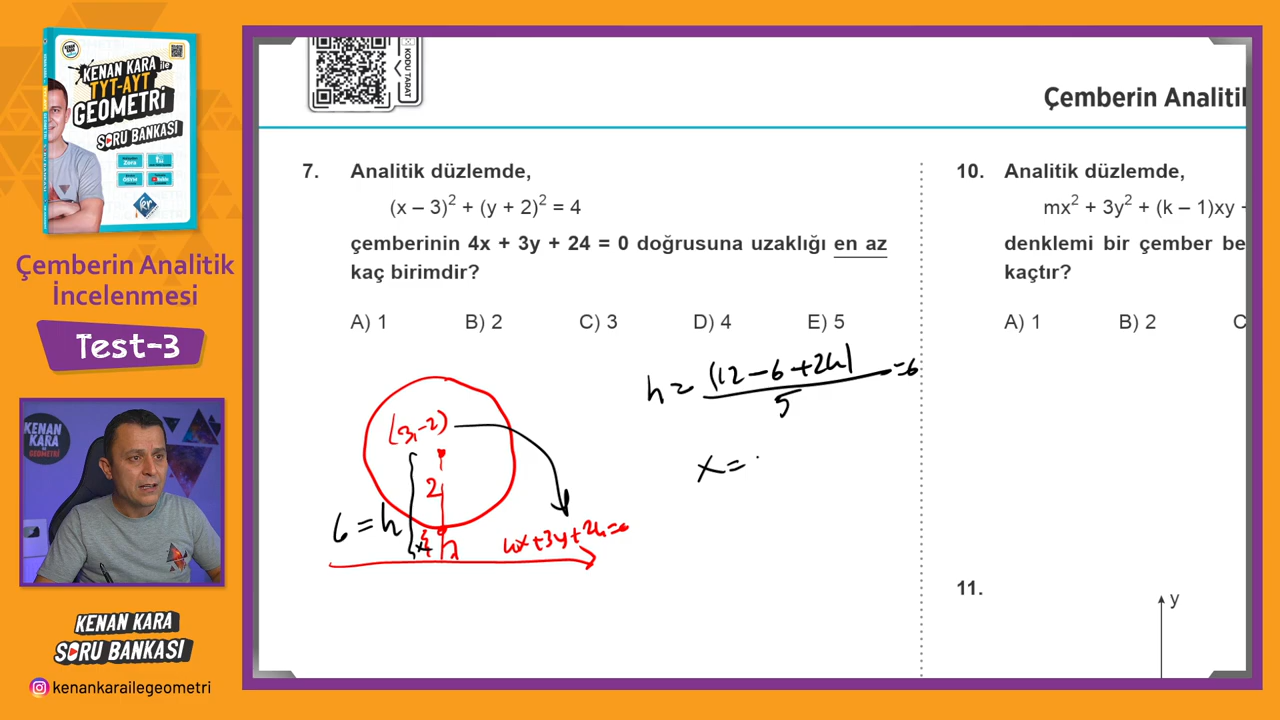 KENAN KARA ile
TYT-AYT
GEOMETRİ
SORU BANKASI
Çemberin Analitik
İncelenmesi
Test-3
KENAN
KARA
GEOMETRİ
KENAN KARA
SORU BANKASI
kenankarailegeometri
KODU TARAT
Çemberin Analitik
7. Analitik düzlemde,
(x – 3)² + (y + 2)² = 4
çemberinin 4x + 3y + 24 = 0 doğrusuna uzaklığı en az
kaç birimdir?
A) 1 B) 2 C) 3 D) 4 E) 5
h = |12 – 6 + 24| / 5 = 6
x =
(3, -2)
2
6 = h
x
4x+3y+24=0
10. Analitik düzlemde,
mx² + 3y² + (k – 1)xy
denklemi bir çember be
kaçtır?
A) 1 B) 2 C
11.
y